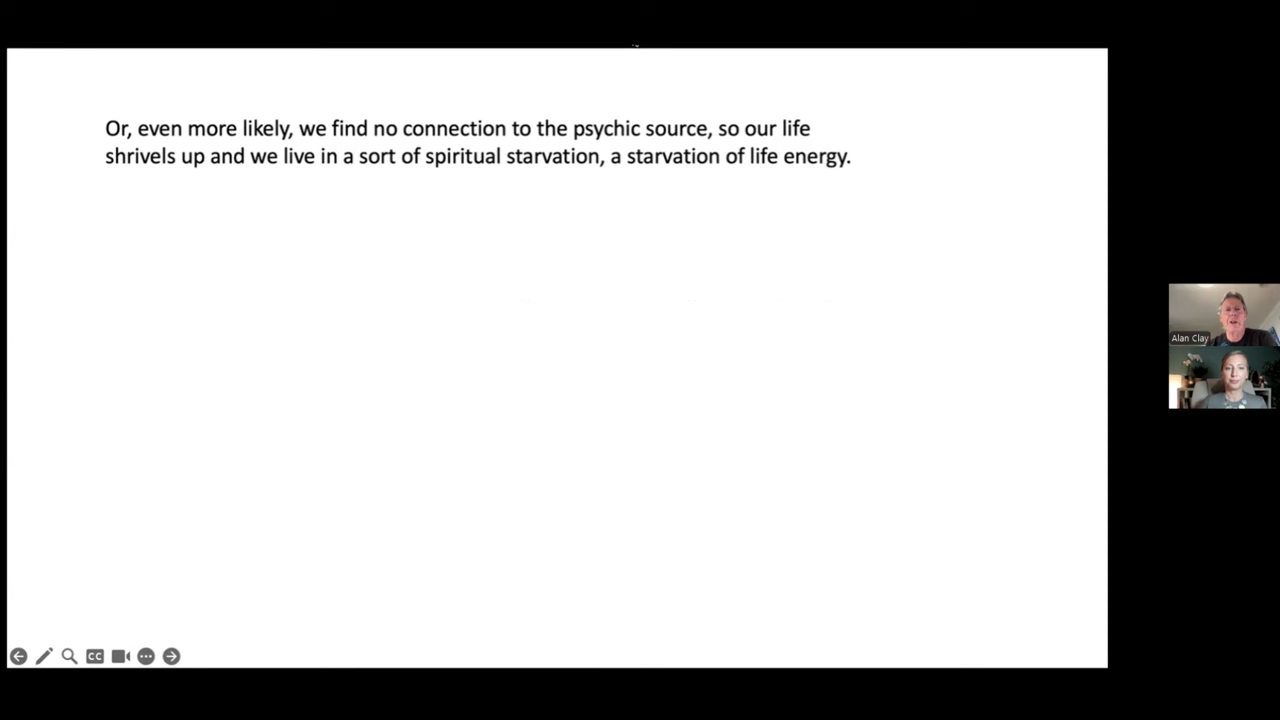 Or, even more likely, we find no connection to the psychic source, so our life
shrivels up and we live in a sort of spiritual starvation, a starvation of life energy.
Alan Clay
CC